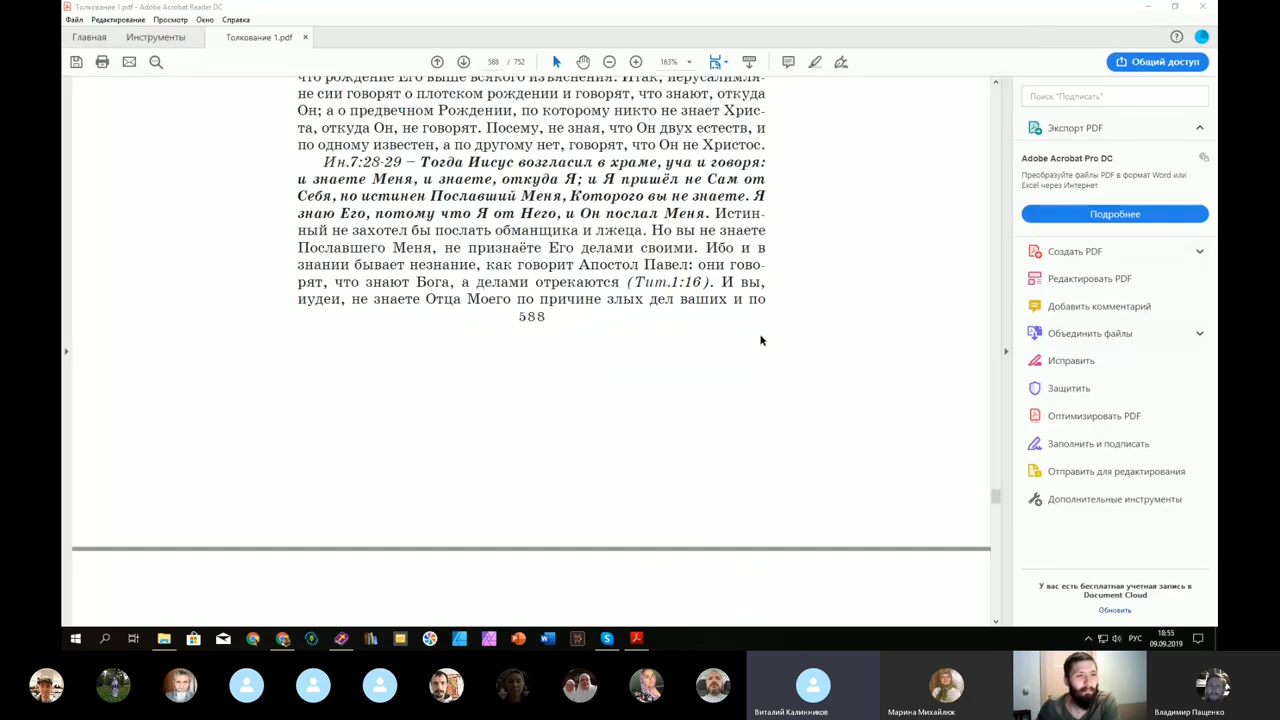 Толкование 1.pdf - Adobe Acrobat Reader DC
Файл Редактирование Просмотр Окно Справка
Главная Инструменты Толкование 1.pdf ×
588 / 752 163% Общий доступ
что рождение Его выше всякого изъяснения. Итак, иерусалимля-
не сии говорят о плотском рождении и говорят, что знают, откуда
Он; а о предвечном Рождении, по которому никто не знает Хрис-
та, откуда Он, не говорят. Посему, не зная, что Он двух естеств, и
по одному известен, а по другому нет, говорят, что Он не Христос.
Ин.7:28-29 – Тогда Иисус возгласил в храме, уча и говоря:
и знаете Меня, и знаете, откуда Я; и Я пришёл не Сам от
Себя, но истинен Пославший Меня, Которого вы не знаете. Я
знаю Его, потому что Я от Него, и Он послал Меня. Истин-
ный не захотел бы послать обманщика и лжеца. Но вы не знаете
Пославшего Меня, не признаёте Его делами своими. Ибо и в
знании бывает незнание, как говорит Апостол Павел: они гово-
рят, что знают Бога, а делами отрекаются (Тит.1:16). И вы,
иудеи, не знаете Отца Моего по причине злых дел ваших и по
588
Поиск: "Подписать"
Экспорт PDF
Adobe Acrobat Pro DC
Преобразуйте файлы PDF в формат Word или
Excel через Интернет
Подробнее
Создать PDF
Редактировать PDF
Добавить комментарий
Объединить файлы
Исправить
Защитить
Оптимизировать PDF
Заполнить и подписать
Отправить для редактирования
Дополнительные инструменты
У вас есть бесплатная учетная запись в
Document Cloud
Обновить
РУС 18:55
09.09.2019
Виталий Калинников Марина Михайлюк Владимир Пащенко